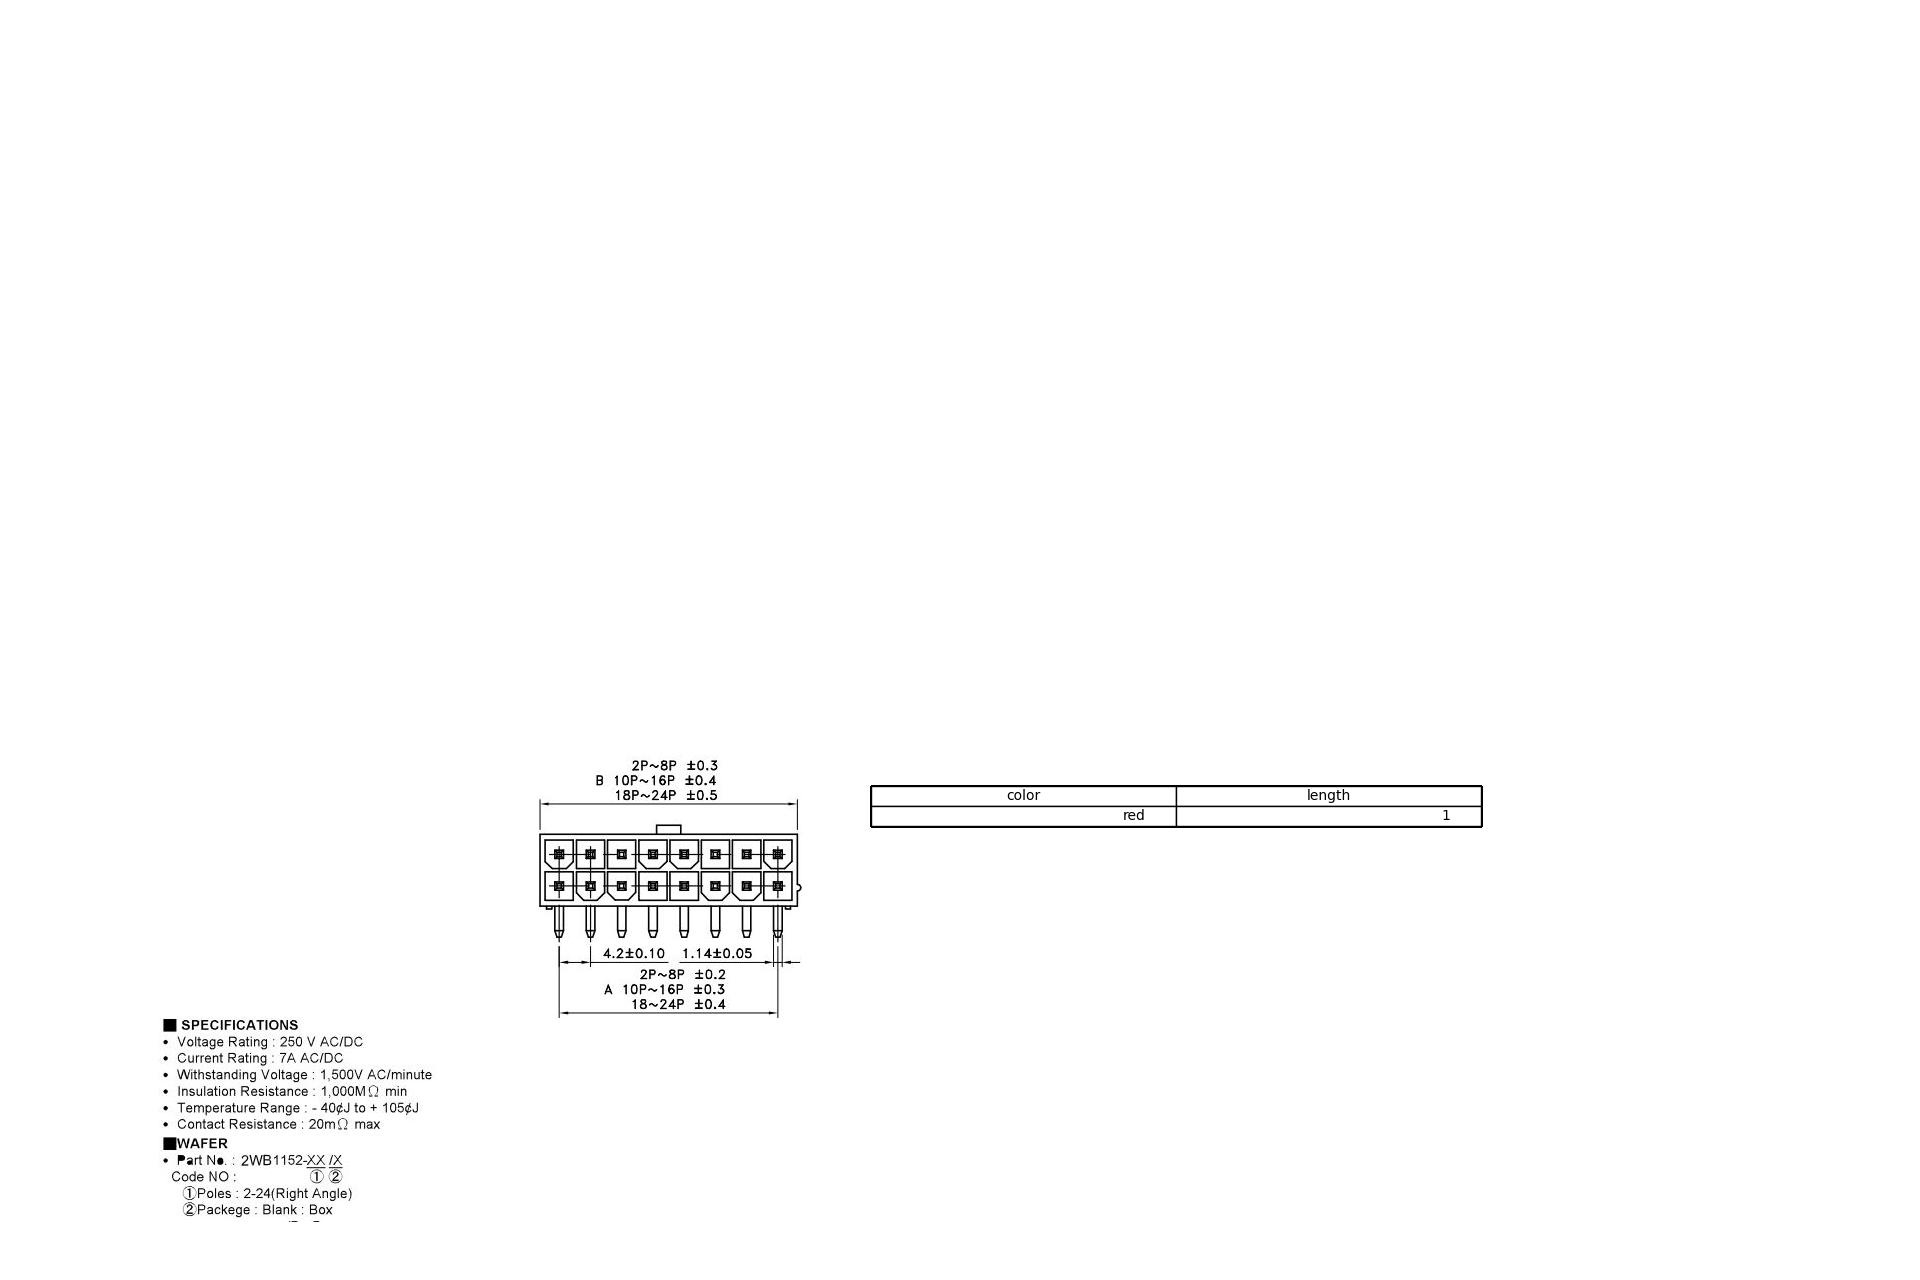 2P~8P ±0.3
B 10P~16P ±0.4
18P~24P ±0.5
color length
red 1
4.2±0.10 1.14±0.05
2P~8P ±0.2
A 10P~16P ±0.3
18~24P ±0.4
■ SPECIFICATIONS
• Voltage Rating : 250 V AC/DC
• Current Rating : 7A AC/DC
• Withstanding Voltage : 1,500V AC/minute
• Insulation Resistance : 1,000MΩ min
• Temperature Range : - 40¢J to + 105¢J
• Contact Resistance : 20mΩ max
■WAFER
• Part No. : 2WB1152-XX /X
Code NO : ① ②
①Poles : 2-24(Right Angle)
②Packege : Blank : Box